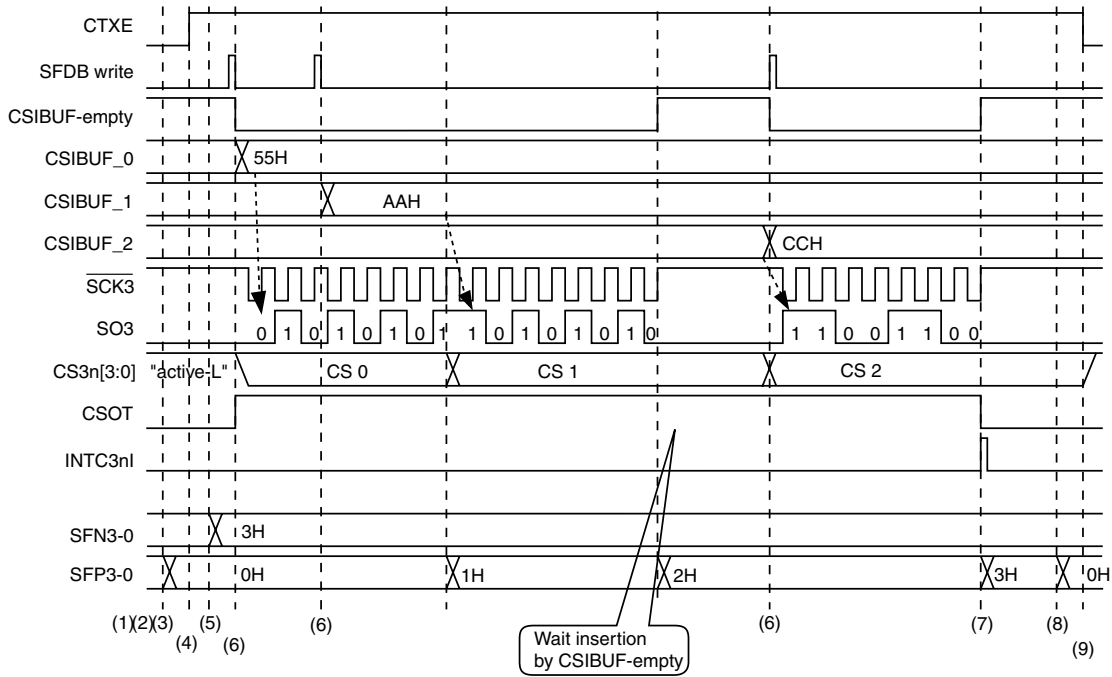 CTXE
SFDB write
CSIBUF-empty
CSIBUF_0 55H
CSIBUF_1 AAH
CSIBUF_2 CCH
SCK3
SO3 0 1 0 1 0 1 0 1 1 0 1 0 1 0 1 0 1 1 0 0 1 1 0 0
CS3n[3:0] "active-L" CS 0 CS 1 CS 2
CSOT
INTC3nI
SFN3-0 3H
SFP3-0 0H 1H 2H 3H 0H
(1)(2)(3) (5) (6) (6) (7) (8)
(4) (6) (9)
Wait insertion
by CSIBUF-empty